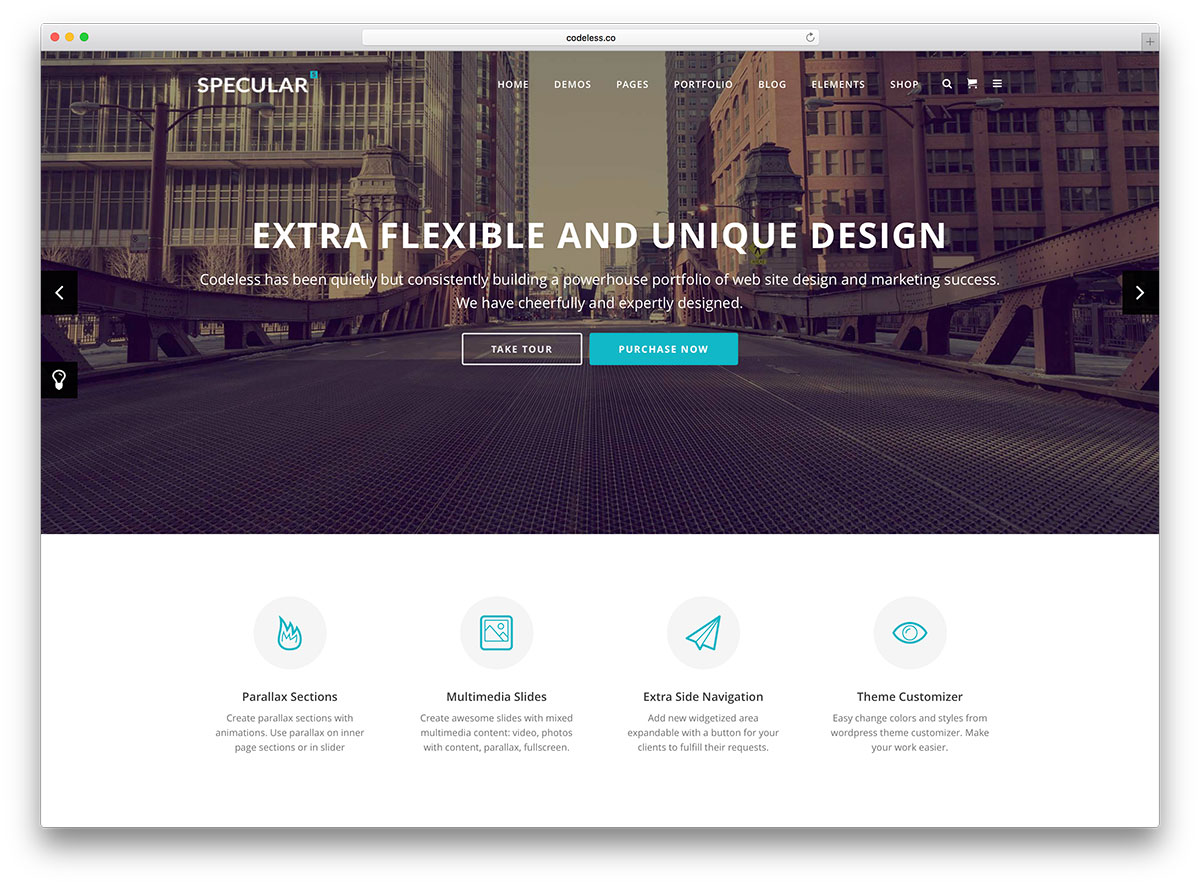 codeless.co
SPECULAR
HOME DEMOS PAGES PORTFOLIO BLOG ELEMENTS SHOP
EXTRA FLEXIBLE AND UNIQUE DESIGN
Codeless has been quietly but consistently building a powerhouse portfolio of web site design and marketing success.
We have cheerfully and expertly designed.
TAKE TOUR PURCHASE NOW
Parallax Sections
Create parallax sections with
animations. Use parallax on inner
page sections or in slider
Multimedia Slides
Create awesome slides with mixed
multimedia content: video, photos
with content, parallax, fullscreen.
Extra Side Navigation
Add new widgetized area
expandable with a button for your
clients to fulfill their requests.
Theme Customizer
Easy change colors and styles from
wordpress theme customizer. Make
your work easier.